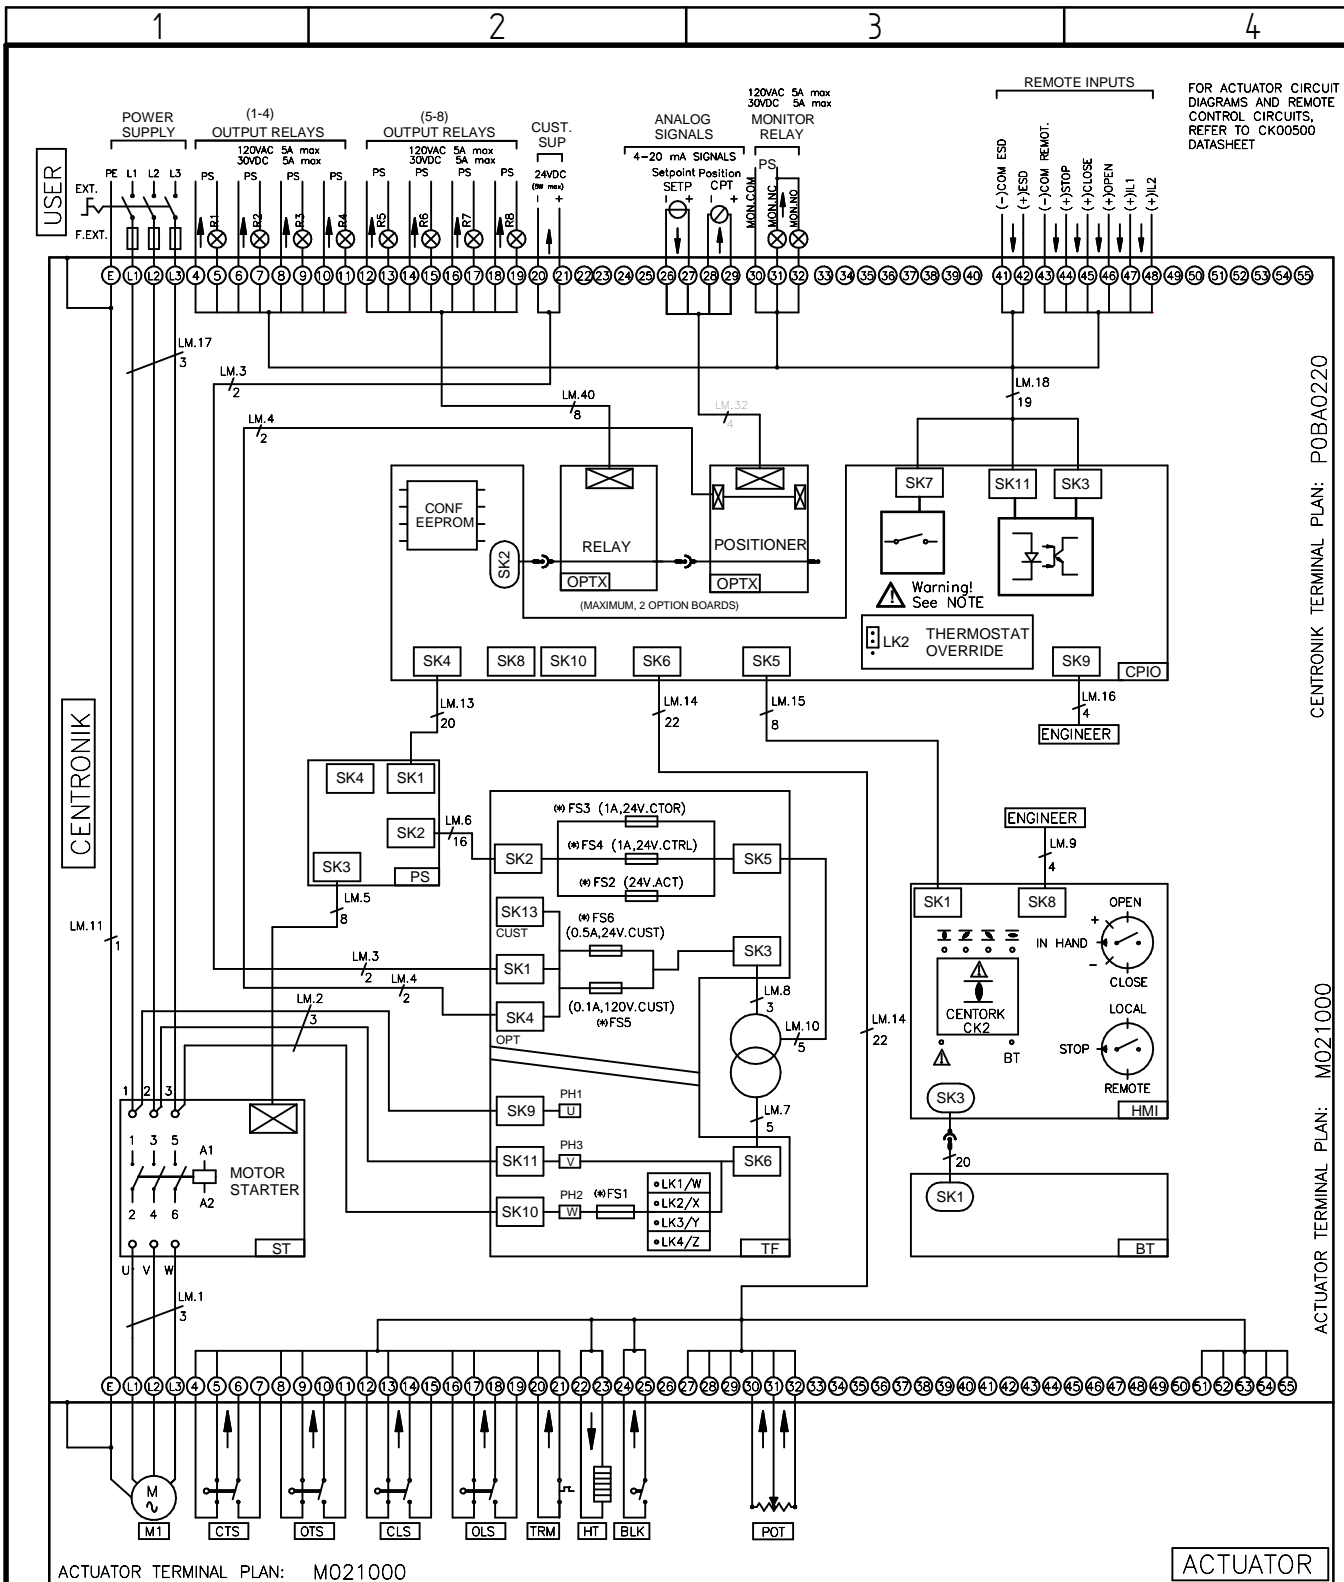 1 2 3 4
REMOTE INPUTS
FOR ACTUATOR CIRCUIT
DIAGRAMS AND REMOTE
CONTROL CIRCUITS,
REFER TO CK00500
DATASHEET
POWER
SUPPLY
(1-4)
OUTPUT RELAYS
120VAC 5A max
30VDC 5A max
(5-8)
OUTPUT RELAYS
120VAC 5A max
30VDC 5A max
CUST.
SUP
24VDC
(5W max)
- +
ANALOG
SIGNALS
4-20 mA SIGNALS
Setpoint Position
SETP CPT
- + - +
120VAC 5A max
30VDC 5A max
MONITOR
RELAY
PS
MON.COM
MON.NC
MON.NO
(-)COM ESD
(+)ESD
(-)COM REMOT.
(+)STOP
(+)CLOSE
(+)OPEN
(+)IL1
(+)IL2
USER
PE L1 L2 L3
EXT.
F.EXT.
PS PS PS PS PS PS PS PS
R1 R2 R3 R4 R5 R6 R7 R8
E L1 L2 L3 4 5 6 7 8 9 10 11 12 13 14 15 16 17 18 19 20 21 22 23 24 25 26 27 28 29 30 31 32 33 34 35 36 37 38 39 40 41 42 43 44 45 46 47 48 49 50 51 52 53 54 55
LM.17
3
LM.3
2
LM.4
2
LM.40
8
LM.32
4
LM.18
19
CENTRONIK TERMINAL PLAN: P0BA0220
CONF
EEPROM
SK2
RELAY
OPTX
POSITIONER
OPTX
(MAXIMUM, 2 OPTION BOARDS)
SK7 SK11 SK3
Warning!
See NOTE
LK2 THERMOSTAT
OVERRIDE
SK4 SK8 SK10 SK6 SK5 SK9
CPIO
LM.13
20
LM.14
22
LM.15
8
LM.16
4
ENGINEER
CENTRONIK
SK4 SK1
SK2
SK3
PS
LM.6
16
LM.5
8
LM.11
1
(*)FS3 (1A,24V.CTOR)
(*)FS4 (1A,24V.CTRL)
(*)FS2 (24V.ACT)
SK2 SK5
SK13
CUST
(*)FS6
(0.5A,24V.CUST)
SK1 SK3
SK4
OPT
(0.1A,120V.CUST)
(*)FS5
LM.3
2
LM.4
2
LM.2
3
LM.8
3
LM.10
5
LM.7
5
LM.14
22
SK9 PH1
U
SK11 PH3
V
SK10 PH2
W
(*)FS1
SK6
LK1/W
LK2/X
LK3/Y
LK4/Z
TF
ENGINEER
LM.9
4
SK1 SK8
OPEN
+
IN HAND
-
CLOSE
CENTORK
CK2
BT
LOCAL
STOP
REMOTE
SK3
HMI
20
SK1
BT
ACTUATOR TERMINAL PLAN: M021000
1 2 3
1 3 5
A1
A2
2 4 6
MOTOR
STARTER
ST
U V W
LM.1
3
E L1 L2 L3 4 5 6 7 8 9 10 11 12 13 14 15 16 17 18 19 20 21 22 23 24 25 26 27 28 29 30 31 32 33 34 35 36 37 38 39 40 41 42 43 44 45 46 47 48 49 50 51 52 53 54 55
M
M1 CTS OTS CLS OLS TRM HT BLK POT
ACTUATOR TERMINAL PLAN: M021000
ACTUATOR